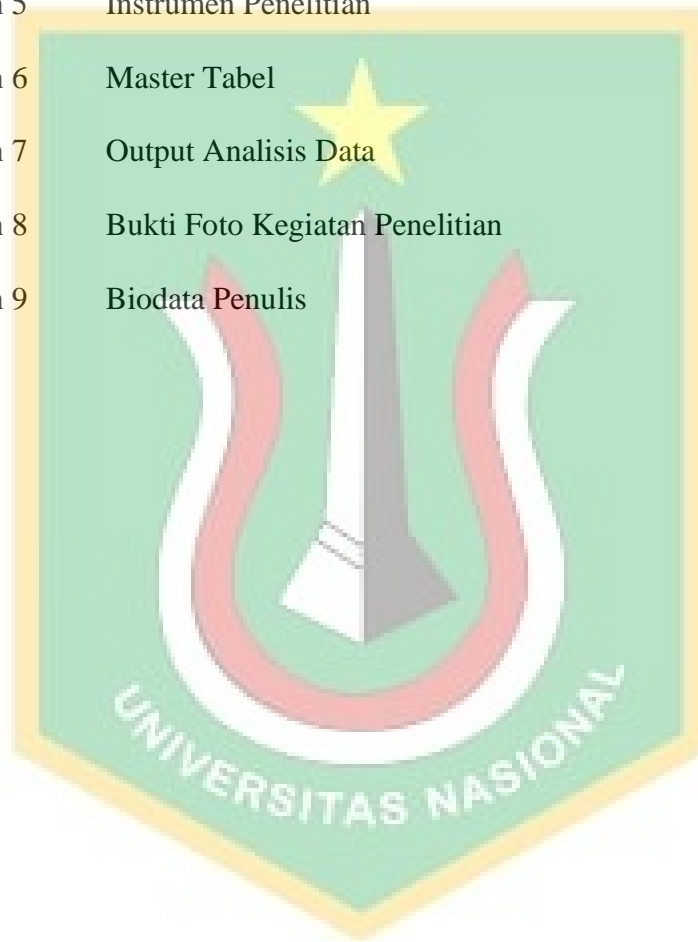 n 5 Instrumen Penelitian
n 6 Master Tabel
n 7 Output Analisis Data
n 8 Bukti Foto Kegiatan Penelitian
n 9 Biodata Penulis
UNIVERSITAS NASIONAL